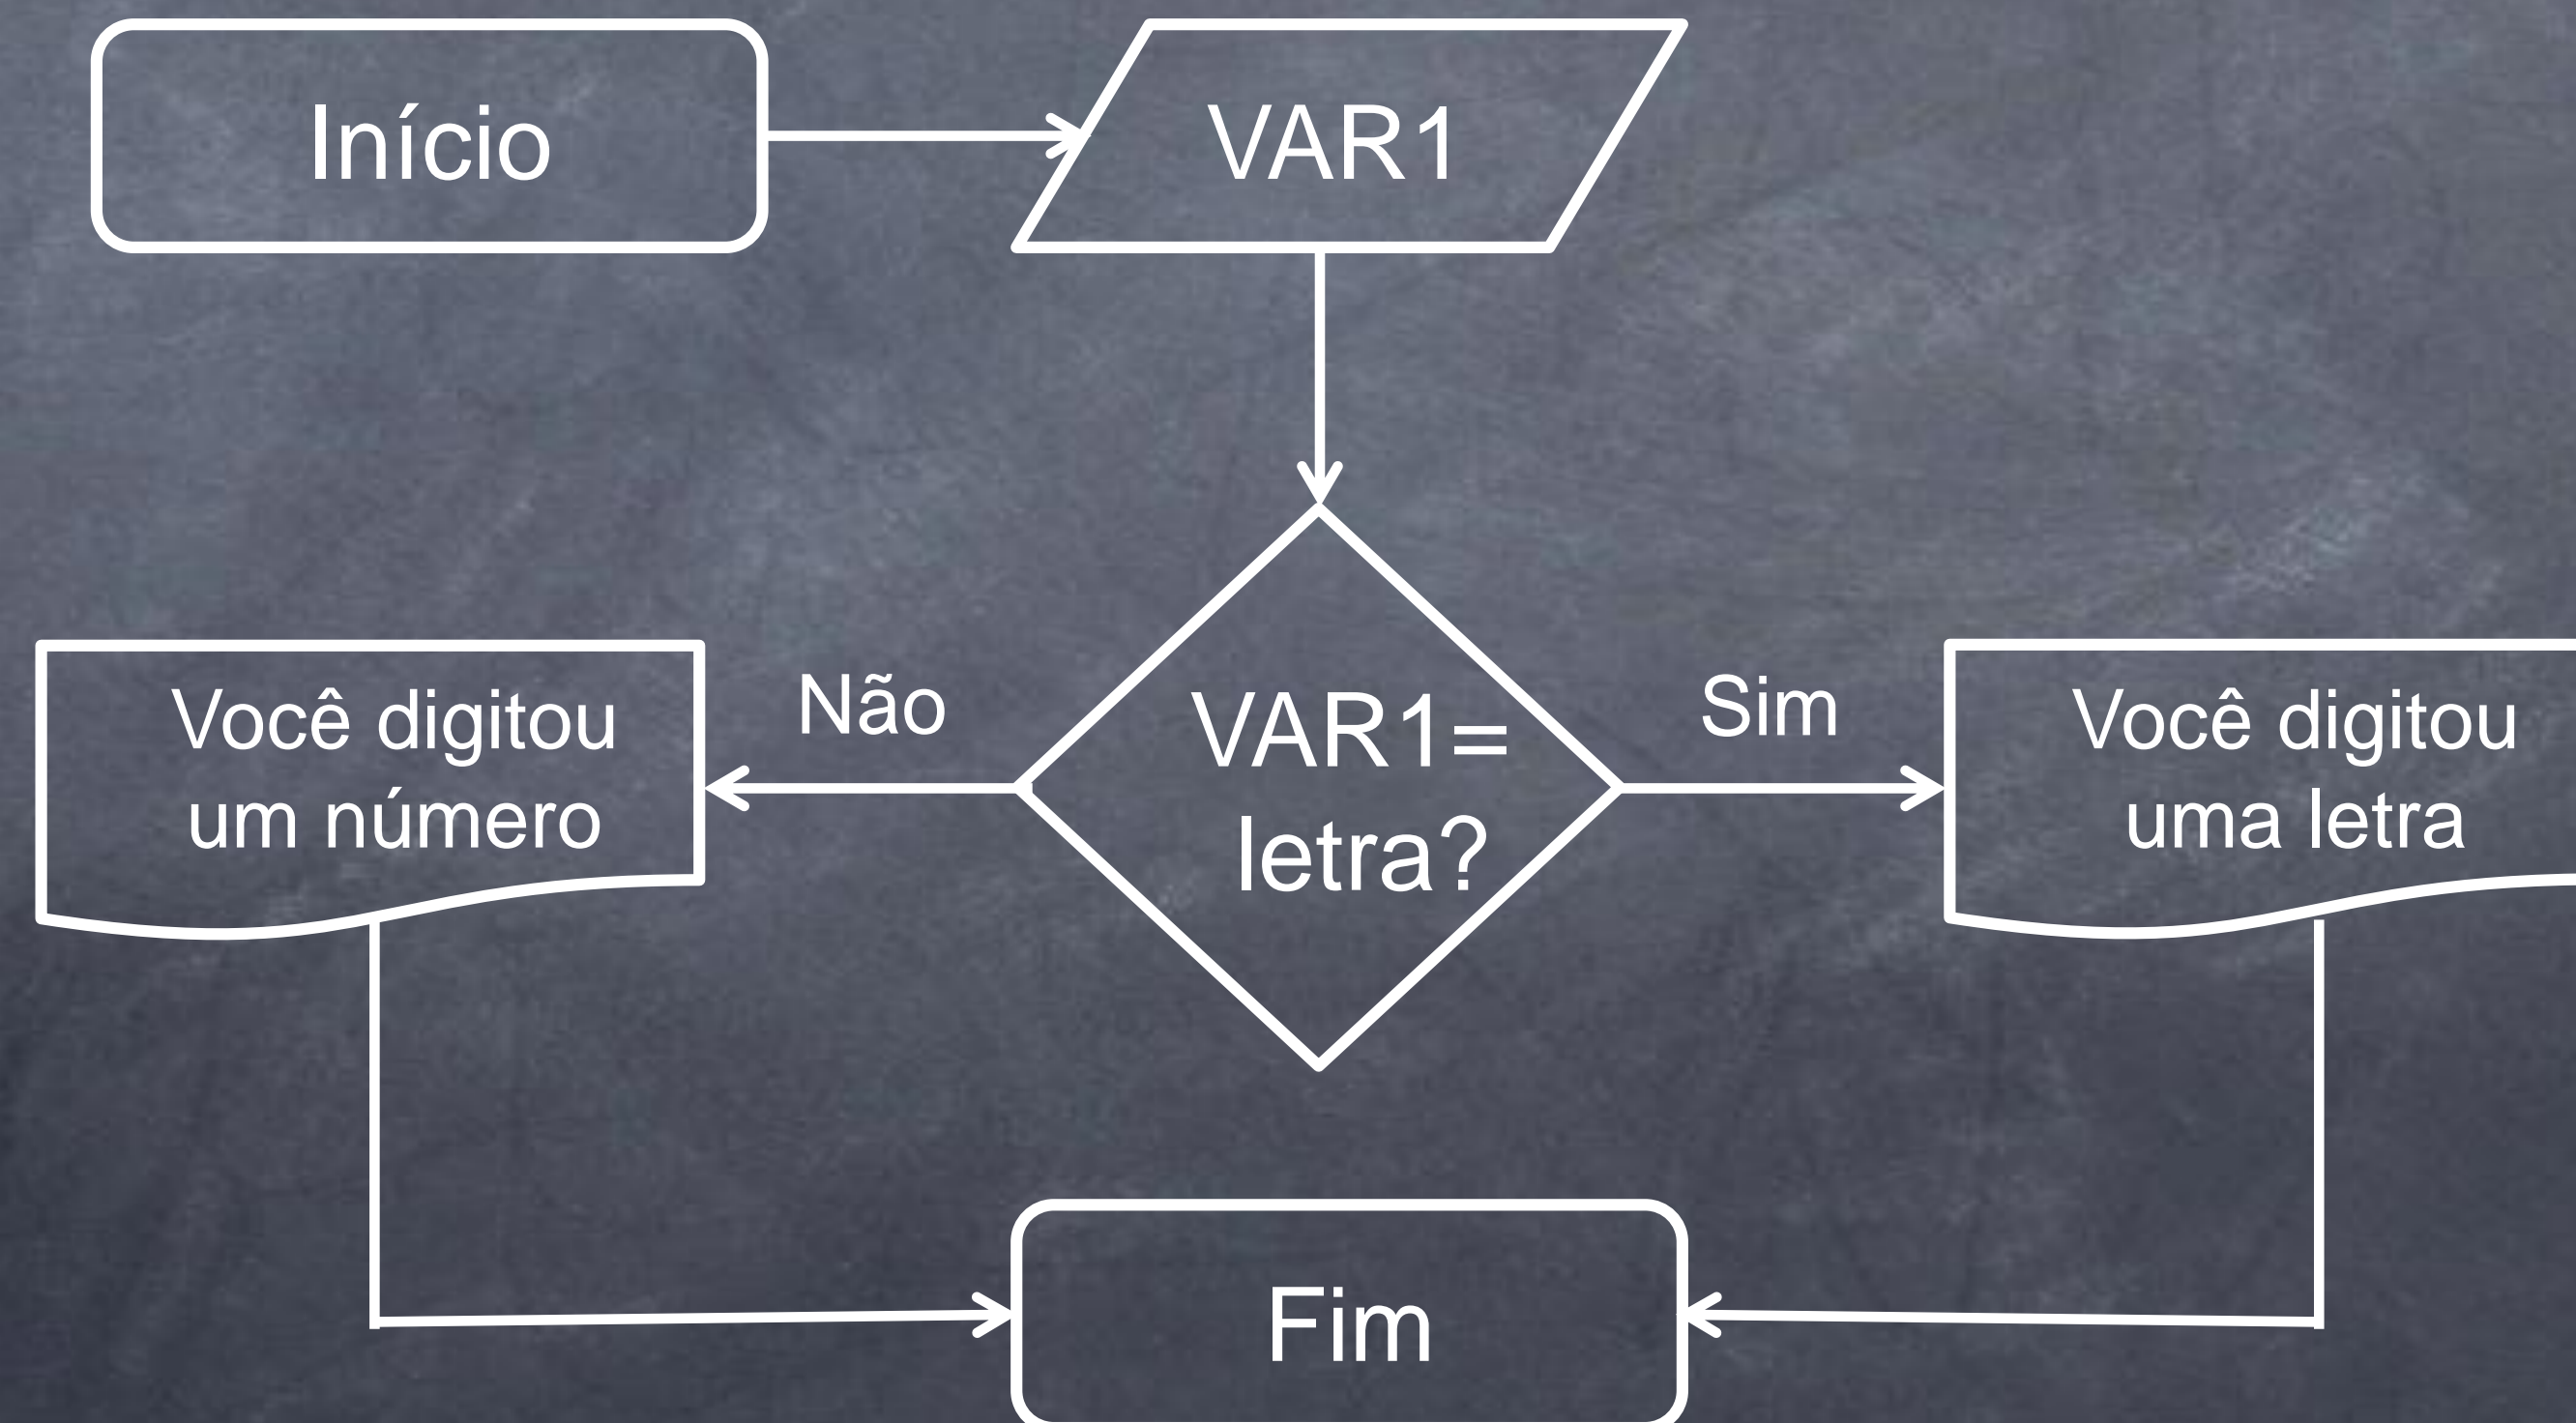 Início
VAR1
VAR1=
letra?
Não
Você digitou
um número
Sim
Você digitou
uma letra
Fim